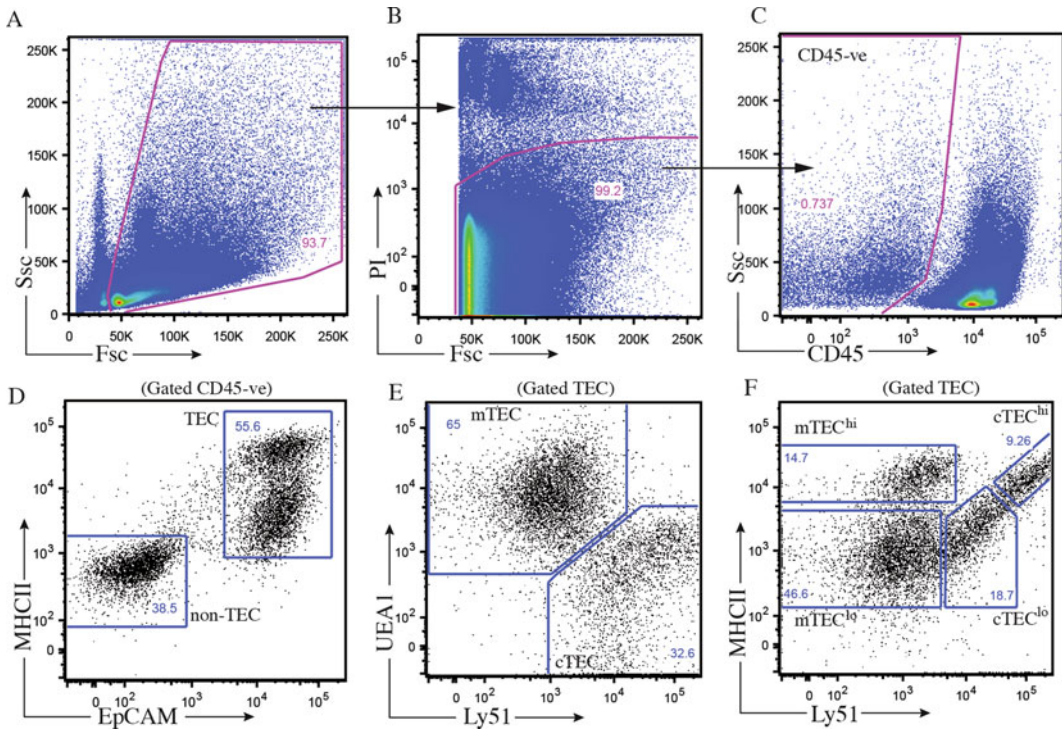 A
250K
200K
150K
100K
50K
0
Ssc
93.7
0 50K 100K 150K 200K 250K
Fsc
B
10^5
10^4
10^3
10^2
0
PI
99.2
50K 100K 150K 200K 250K
Fsc
C
250K
200K
150K
100K
50K
0
Ssc
CD45-ve
0.737
0 10^2 10^3 10^4 10^5
CD45
D
(Gated CD45-ve)
TEC
10^5
10^4
10^3
10^2
0
MHCII
55.6
38.5
non-TEC
0 10^2 10^3 10^4 10^5
EpCAM
E
(Gated TEC)
mTEC
10^5
10^4
10^3
10^2
0
UEA1
65
cTEC
32.6
0 10^2 10^3 10^4 10^5
Ly51
F
(Gated TEC)
mTEC^hi
cTEC^hi
10^5
10^4
10^3
10^2
0
MHCII
9.26
14.7
46.6
18.7
mTEC^lo
cTEC^lo
0 10^2 10^3 10^4 10^5
Ly51